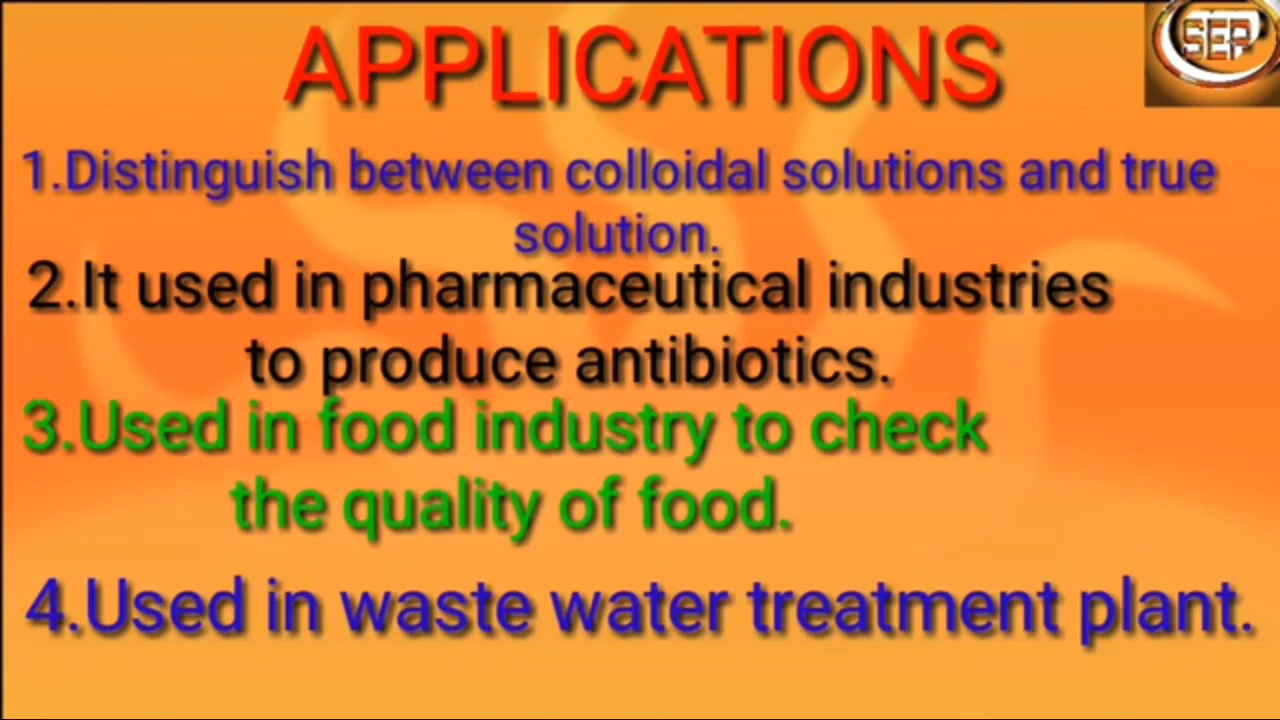 APPLICATIONS
SEP
1.Distinguish between colloidal solutions and true
solution.
2.It used in pharmaceutical industries
to produce antibiotics.
3.Used in food industry to check
the quality of food.
4.Used in waste water treatment plant.